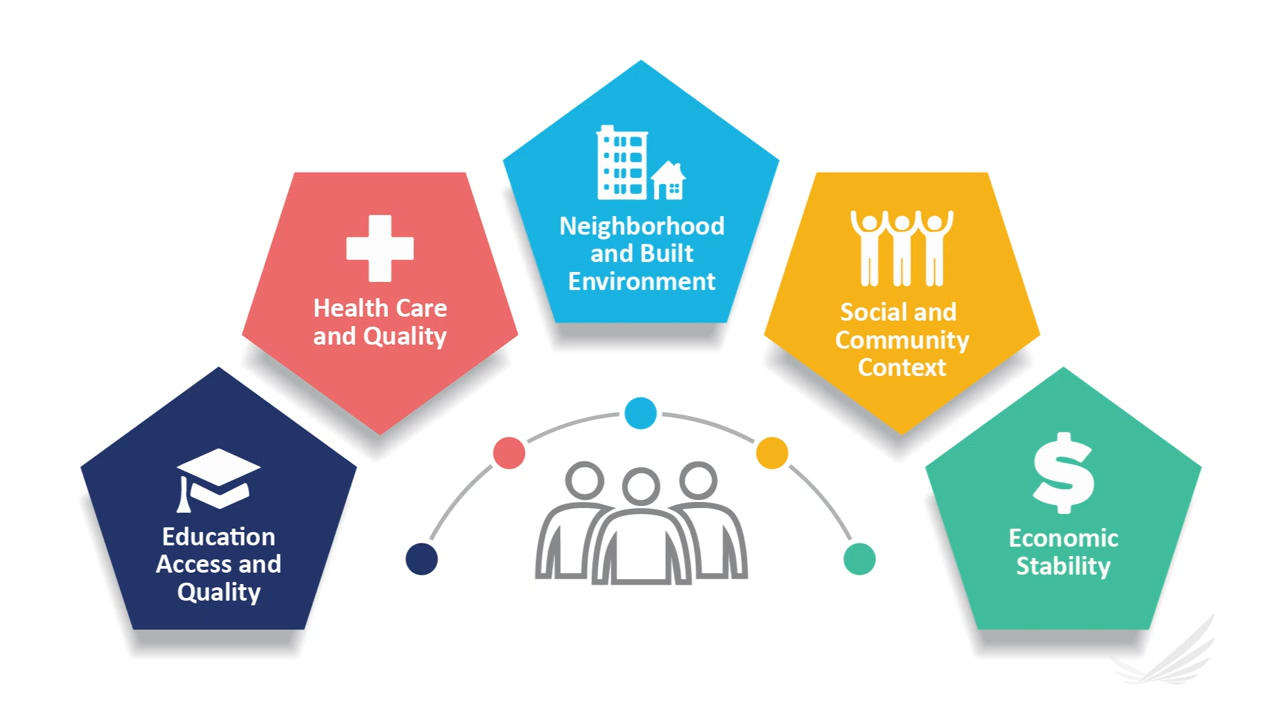 Neighborhood
and Built
Environment
Health Care
and Quality
Social and
Community
Context
Education
Access and
Quality
Economic
Stability